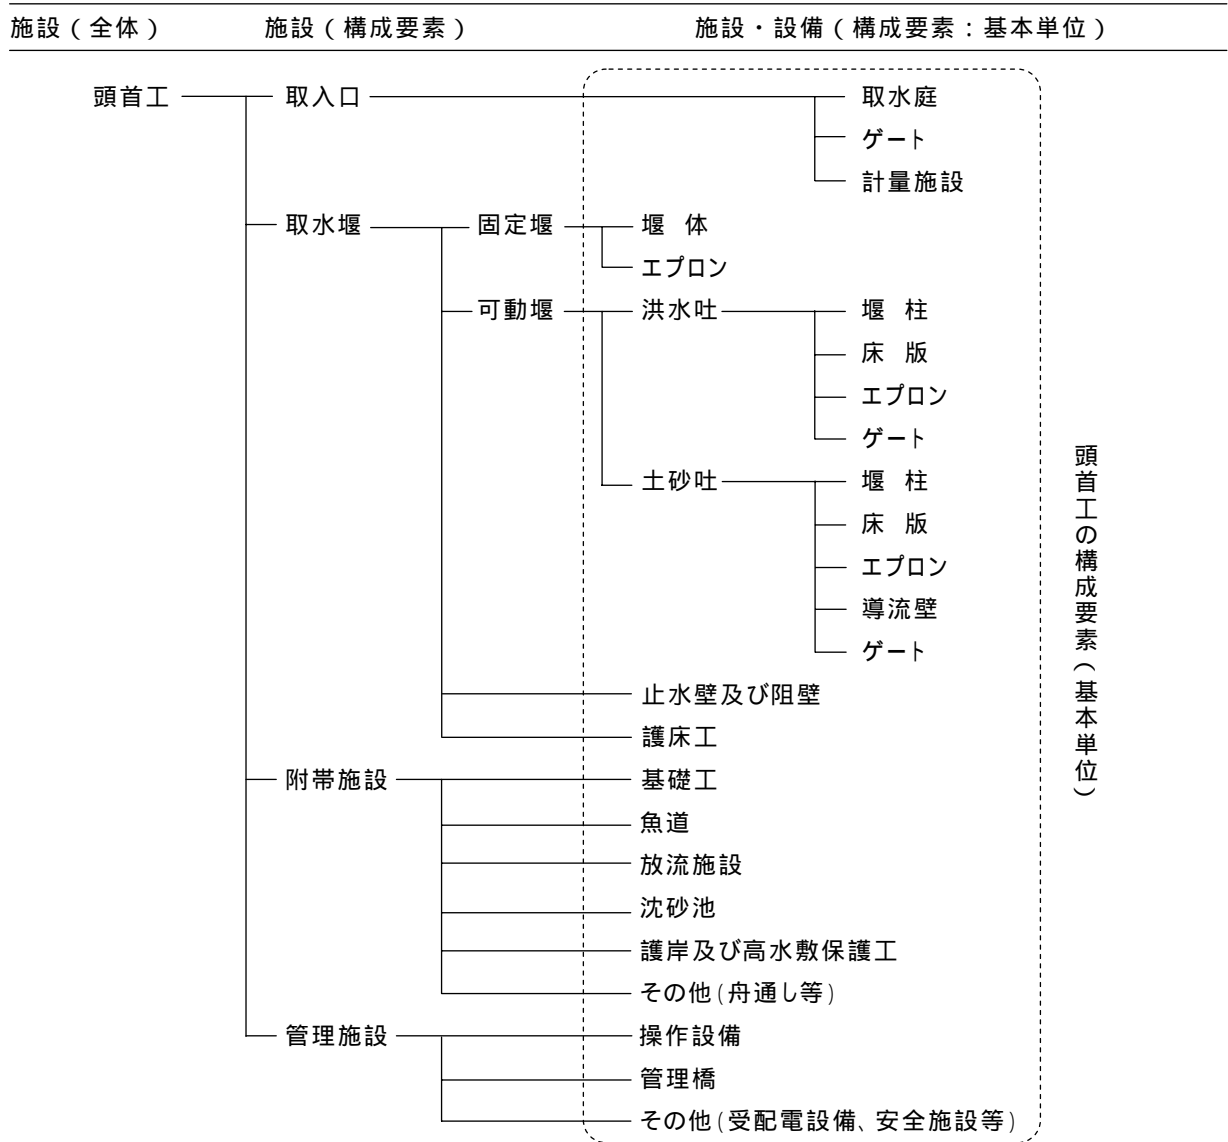 施設（全体） 施設（構成要素） 施設・設備（構成要素：基本単位）
頭首工 取入口 取水庭
ゲート
計量施設
取水堰 固定堰 堰 体
エプロン
可動堰 洪水吐 堰 柱
床 版
エプロン
ゲート
土砂吐 堰 柱
床 版
エプロン
導流壁
ゲート
止水壁及び阻壁
護床工
附帯施設 基礎工
魚道
放流施設
沈砂池
護岸及び高水敷保護工
その他(舟通し等)
管理施設 操作設備
管理橋
その他(受配電設備、安全施設等)
頭首工の構成要素（基本単位）